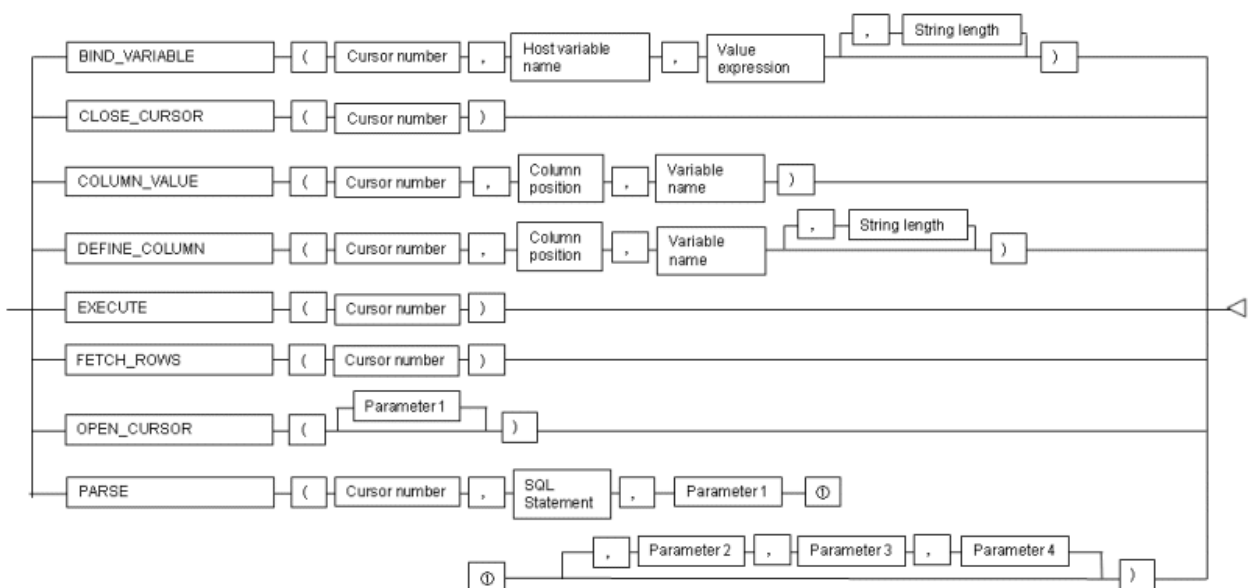 BIND_VARIABLE ( Cursor number , Host variable name , Value expression , String length )
CLOSE_CURSOR ( Cursor number )
COLUMN_VALUE ( Cursor number , Column position , Variable name )
DEFINE_COLUMN ( Cursor number , Column position , Variable name , String length )
EXECUTE ( Cursor number )
FETCH_ROWS ( Cursor number )
OPEN_CURSOR ( Parameter 1 )
PARSE ( Cursor number , SQL Statement , Parameter 1 ①
① , Parameter 2 , Parameter 3 , Parameter 4 )